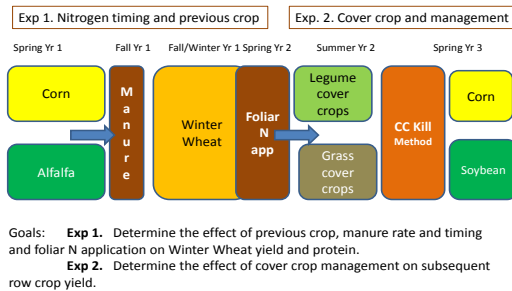 Exp 1. Nitrogen timing and previous crop
Exp. 2. Cover crop and management
Spring Yr 1
Fall Yr 1
Fall/Winter Yr 1
Spring Yr 2
Summer Yr 2
Spring Yr 3
Corn
Alfalfa
M
a
n
u
r
e
Winter
Wheat
Foliar
N
app
Legume
cover
crops
Grass
cover
crops
CC Kill
Method
Corn
Soybean
Goals: Exp 1. Determine the effect of previous crop, manure rate and timing
and foliar N application on Winter Wheat yield and protein.
Exp 2. Determine the effect of cover crop management on subsequent
row crop yield.